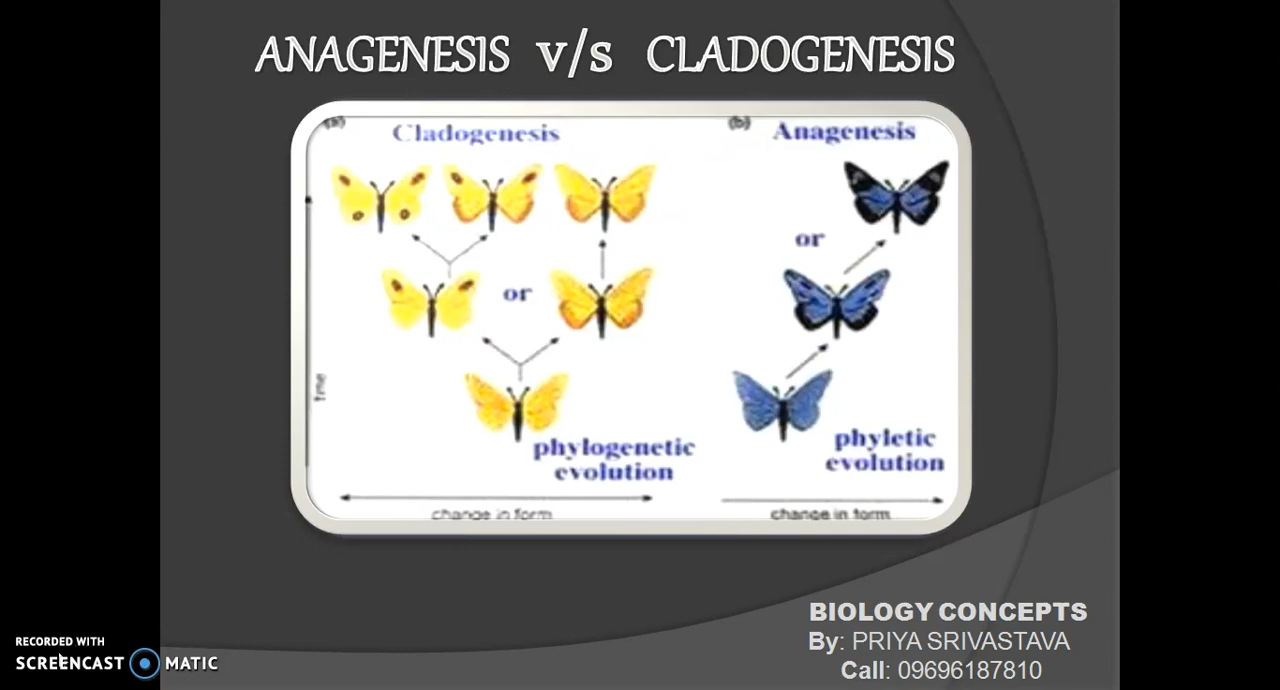 ANAGENESIS v/s CLADOGENESIS
(a) Cladogenesis
(b) Anagenesis
or
or
time
phylogenetic
evolution
phyletic
evolution
change in form
change in form
BIOLOGY CONCEPTS
By: PRIYA SRIVASTAVA
Call: 09696187810
RECORDED WITH
SCREENCAST MATIC